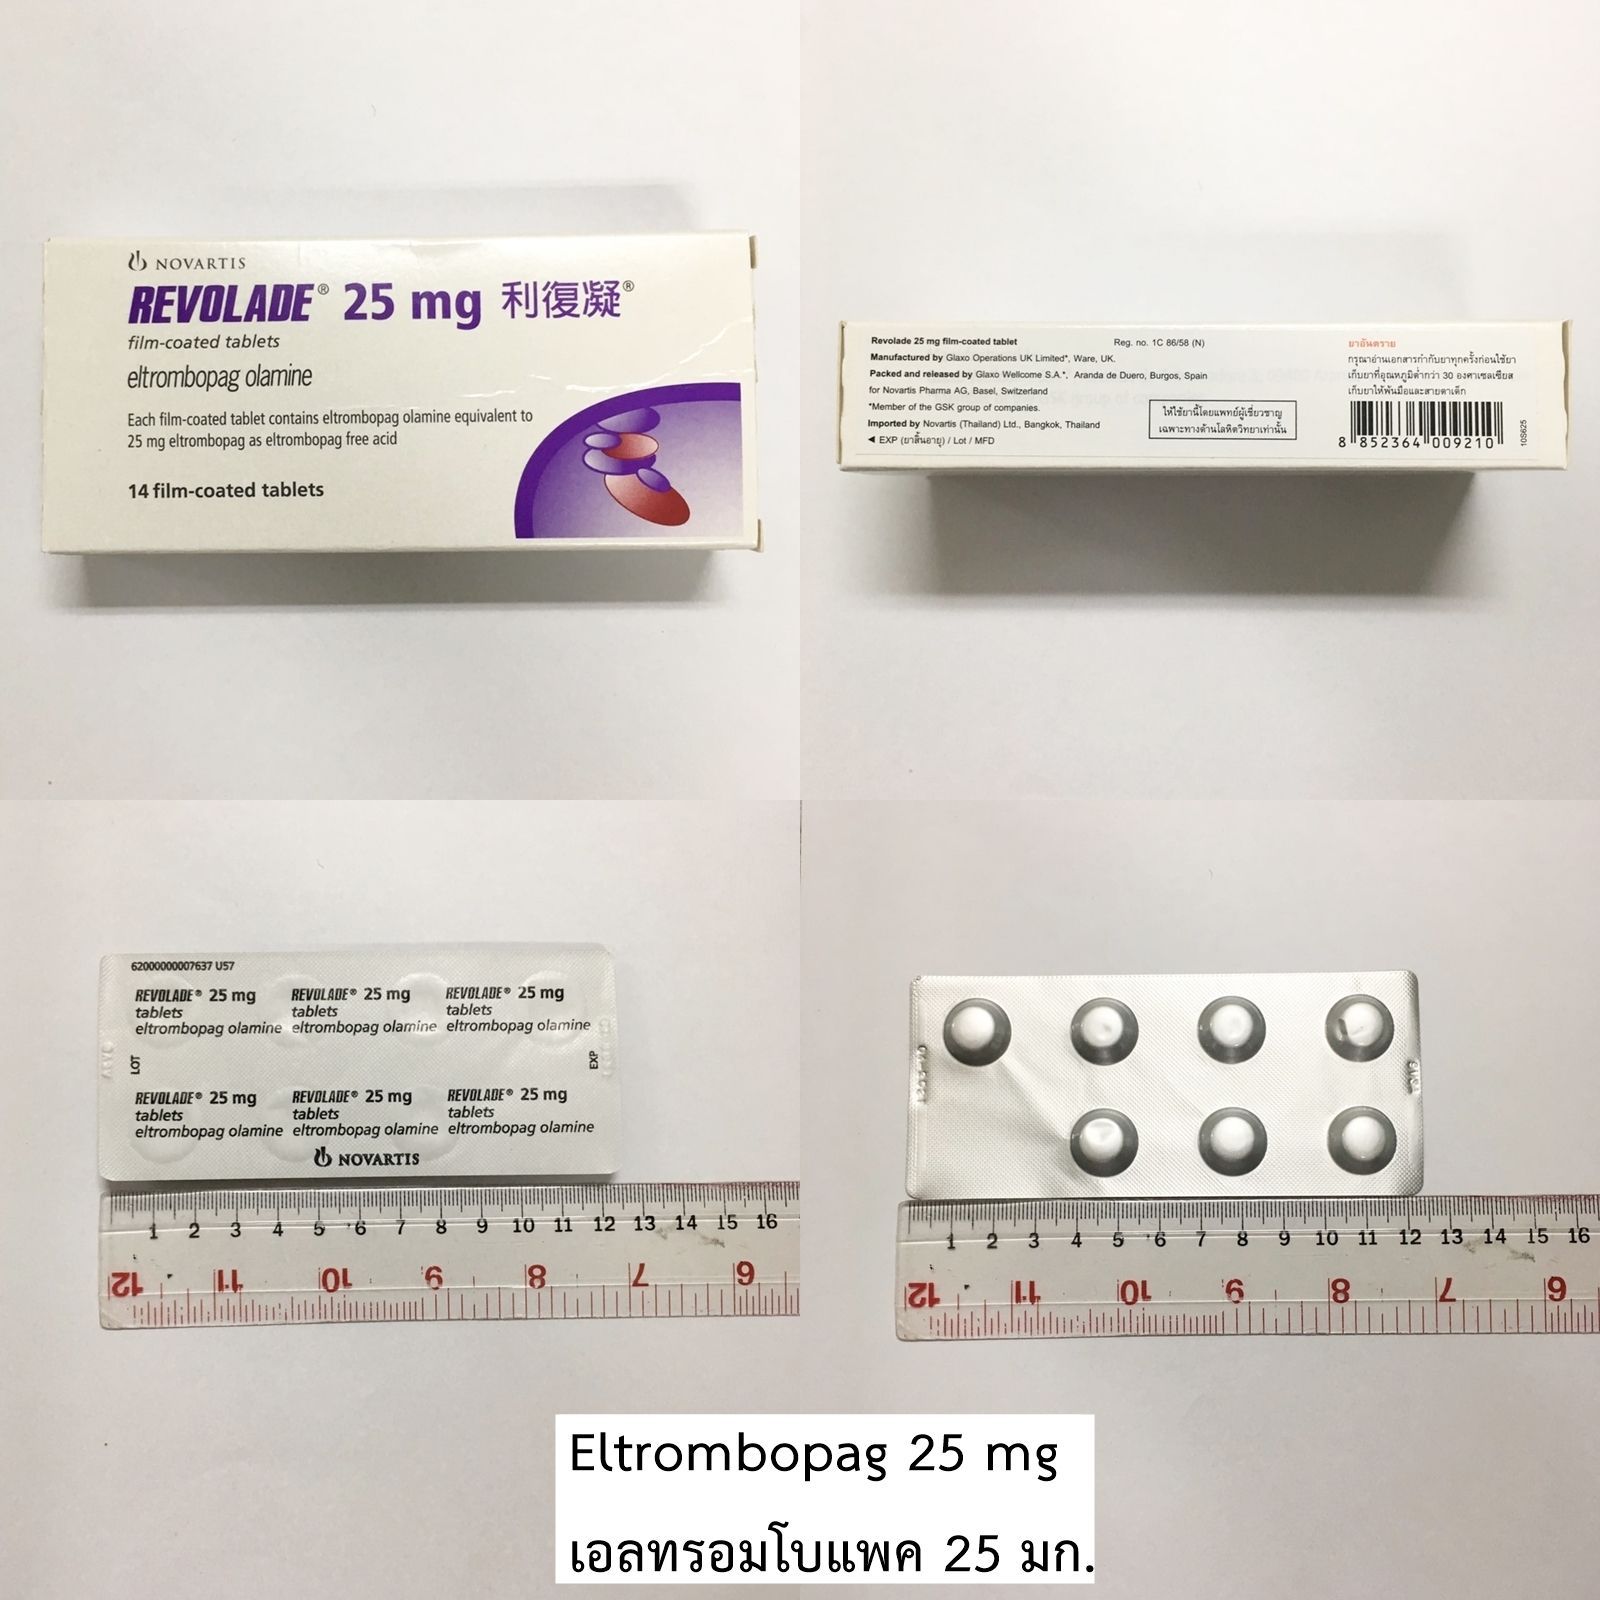 NOVARTIS
REVOLADE® 25 mg 利復凝®
film-coated tablets
eltrombopag olamine
Each film-coated tablet contains eltrombopag olamine equivalent to
25 mg eltrombopag as eltrombopag free acid
14 film-coated tablets
Revolade 25 mg film-coated tablet
Reg. no. 1C 86/58 (N)
Manufactured by Glaxo Operations UK Limited*, Ware, UK.
Packed and released by Glaxo Wellcome S.A.*, Aranda de Duero, Burgos, Spain
for Novartis Pharma AG, Basel, Switzerland
*Member of the GSK group of companies.
Imported by Novartis (Thailand) Ltd., Bangkok, Thailand
◄ EXP (ยาสิ้นอายุ) / Lot / MFD
ให้ใช้ยานี้โดยแพทย์ผู้เชี่ยวชาญ
เฉพาะทางด้านโลหิตวิทยาเท่านั้น
ยาอันตราย
กรุณาอ่านเอกสารกำกับยาทุกครั้งก่อนใช้ยา
เก็บยาที่อุณหภูมิต่ำกว่า 30 องศาเซลเซียส
เก็บยาให้พ้นมือและสายตาเด็ก
8 852364 009210
10S625
62000000007637 U57
REVOLADE® 25 mg REVOLADE® 25 mg REVOLADE® 25 mg
tablets tablets tablets
eltrombopag olamine eltrombopag olamine eltrombopag olamine
LOT
EXP
REVOLADE® 25 mg REVOLADE® 25 mg REVOLADE® 25 mg
tablets tablets tablets
eltrombopag olamine eltrombopag olamine eltrombopag olamine
NOVARTIS
1 2 3 4 5 6 7 8 9 10 11 12 13 14 15 16
12 11 10 9 8 7 6
1 2 3 4 5 6 7 8 9 10 11 12 13 14 15 16
12 11 10 9 8 7 6
Eltrombopag 25 mg
เอลทรอมโบแพค 25 มก.